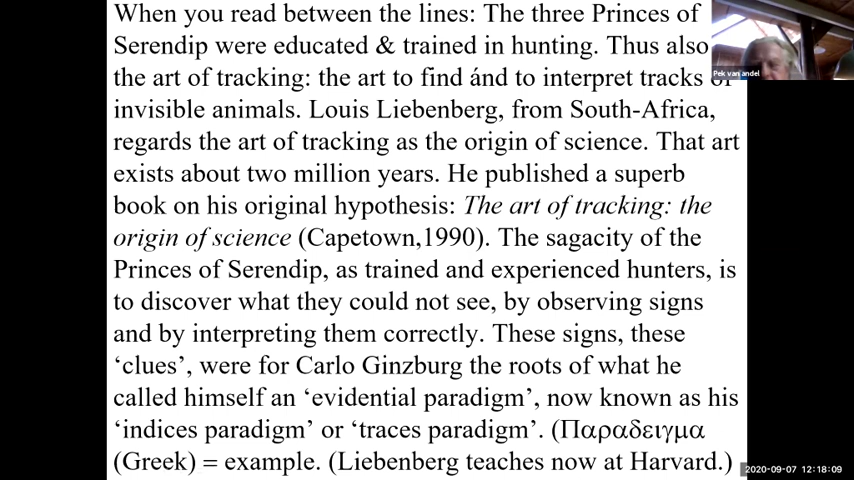 When you read between the lines: The three Princes of
Serendip were educated & trained in hunting. Thus also
the art of tracking: the art to find ánd to interpret tracks of
Pek van andel
invisible animals. Louis Liebenberg, from South-Africa,
regards the art of tracking as the origin of science. That art
exists about two million years. He published a superb
book on his original hypothesis: The art of tracking: the
origin of science (Capetown,1990). The sagacity of the
Princes of Serendip, as trained and experienced hunters, is
to discover what they could not see, by observing signs
and by interpreting them correctly. These signs, these
‘clues’, were for Carlo Ginzburg the roots of what he
called himself an ‘evidential paradigm’, now known as his
‘indices paradigm’ or ‘traces paradigm’. (Παραδειγμα
(Greek) = example. (Liebenberg teaches now at Harvard.)
2020-09-07 12:18:09